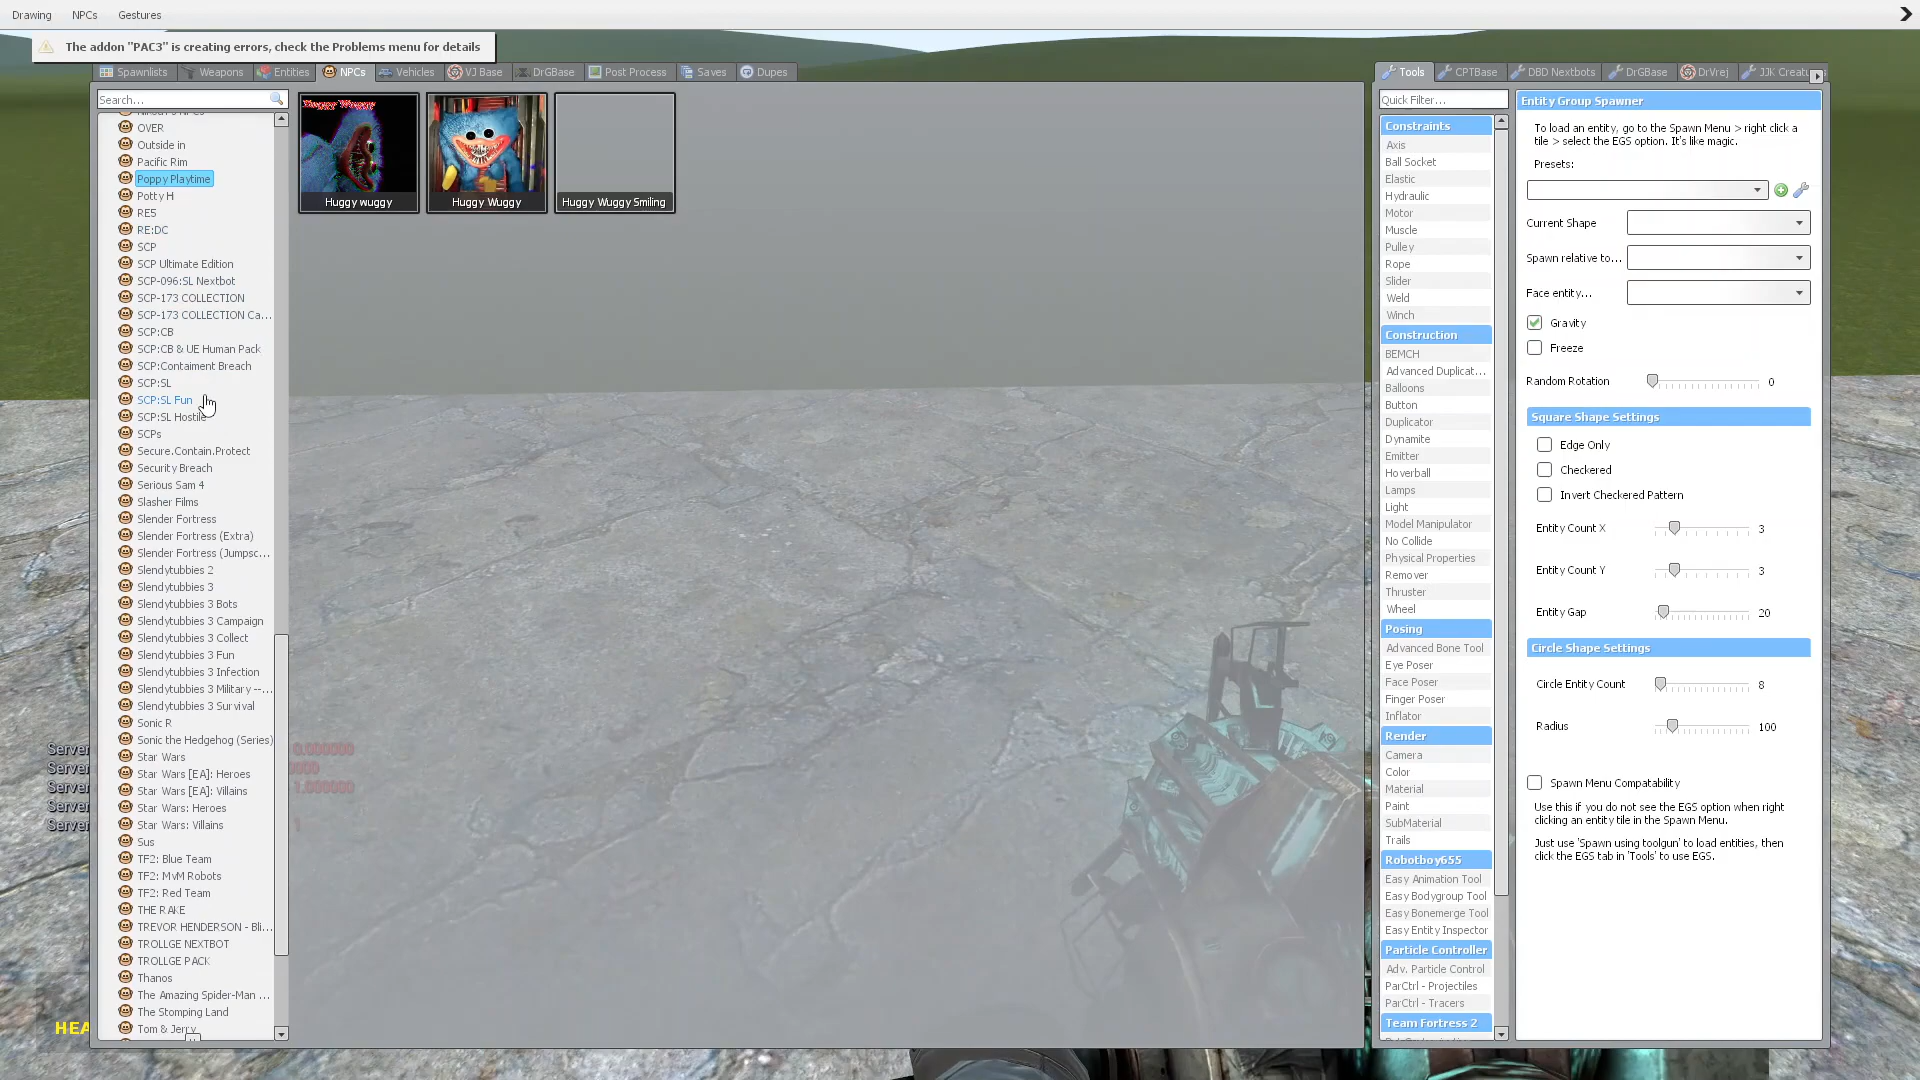 Drawing NPCs Gestures
The addon "PAC3" is creating errors, check the Problems menu for details
Spawnlists Weapons Entities NPCs Vehicles VJ Base DrGBase Post Process Saves Dupes
Search...
OVER
Outside in
Pacific Rim
Poppy Playtime
Potty H
RE5
RE:DC
SCP
SCP Ultimate Edition
SCP-096:SL Nextbot
SCP-173 COLLECTION
SCP-173 COLLECTION Ca...
SCP:CB
SCP:CB & UE Human Pack
SCP:Contaiment Breach
SCP:SL
SCP:SL Fun
SCP:SL Hostile
SCPs
Secure.Contain.Protect
Security Breach
Serious Sam 4
Slasher Films
Slender Fortress
Slender Fortress (Extra)
Slender Fortress (Jumpsc...
Slendytubbies 2
Slendytubbies 3
Slendytubbies 3 Bots
Slendytubbies 3 Campaign
Slendytubbies 3 Collect
Slendytubbies 3 Fun
Slendytubbies 3 Infection
Slendytubbies 3 Military --...
Slendytubbies 3 Survival
Sonic R
Sonic the Hedgehog (Series)
Star Wars
Star Wars [EA]: Heroes
Star Wars [EA]: Villains
Star Wars: Heroes
Star Wars: Villains
Sus
TF2: Blue Team
TF2: MvM Robots
TF2: Red Team
THE RAKE
TREVOR HENDERSON - Bli...
TROLLGE NEXTBOT
TROLLGE PACK
Thanos
The Amazing Spider-Man ...
The Stomping Land
Tom & Jerry
Huggy wuggy
Huggy Wuggy
Huggy Wuggy Smiling
Server
Server
Server
Server
Server
0.000000
1.000000
HEA
Tools CPTBase DBD Nextbots DrGBase DrVrej JJK Creatu
Quick Filter...
Constraints
Axis
Ball Socket
Elastic
Hydraulic
Motor
Muscle
Pulley
Rope
Slider
Weld
Winch
Construction
BEMCH
Advanced Duplicat...
Balloons
Button
Duplicator
Dynamite
Emitter
Hoverball
Lamps
Light
Model Manipulator
No Collide
Physical Properties
Remover
Thruster
Wheel
Posing
Advanced Bone Tool
Eye Poser
Face Poser
Finger Poser
Inflator
Render
Camera
Color
Material
Paint
SubMaterial
Trails
Robotboy655
Easy Animation Tool
Easy Bodygroup Tool
Easy Bonemerge Tool
Easy Entity Inspector
Particle Controller
Adv. Particle Control
ParCtrl - Projectiles
ParCtrl - Tracers
Team Fortress 2
Entity Group Spawner
To load an entity, go to the Spawn Menu > right click a
tile > select the EGS option. It's like magic.
Presets:
Current Shape
Spawn relative to...
Face entity...
Gravity
Freeze
Random Rotation 0
Square Shape Settings
Edge Only
Checkered
Invert Checkered Pattern
Entity Count X 3
Entity Count Y 3
Entity Gap 20
Circle Shape Settings
Circle Entity Count 8
Radius 100
Spawn Menu Compatability
Use this if you do not see the EGS option when right
clicking an entity tile in the Spawn Menu.
Just use 'Spawn using toolgun' to load entities, then
click the EGS tab in 'Tools' to use EGS.